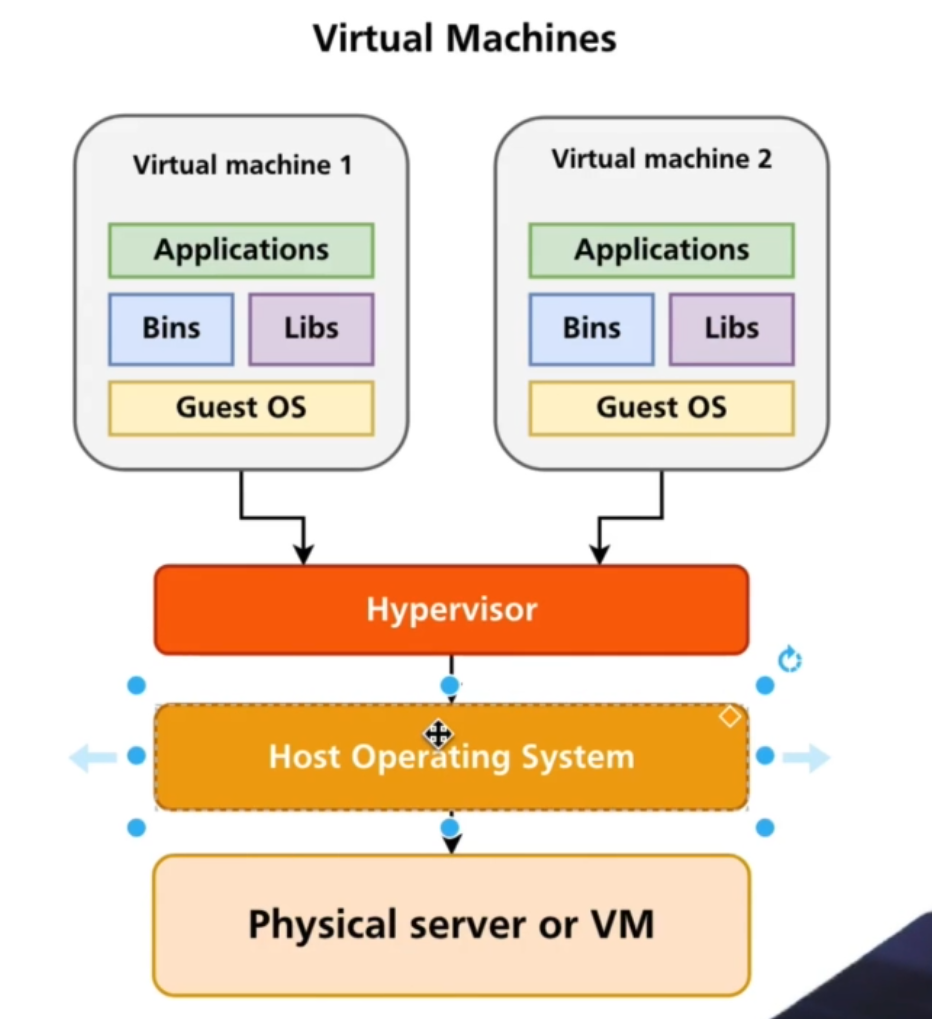 Virtual Machines
Virtual machine 1
Virtual machine 2
Applications
Applications
Bins
Libs
Bins
Libs
Guest OS
Guest OS
Hypervisor
Host Operating System
Physical server or VM